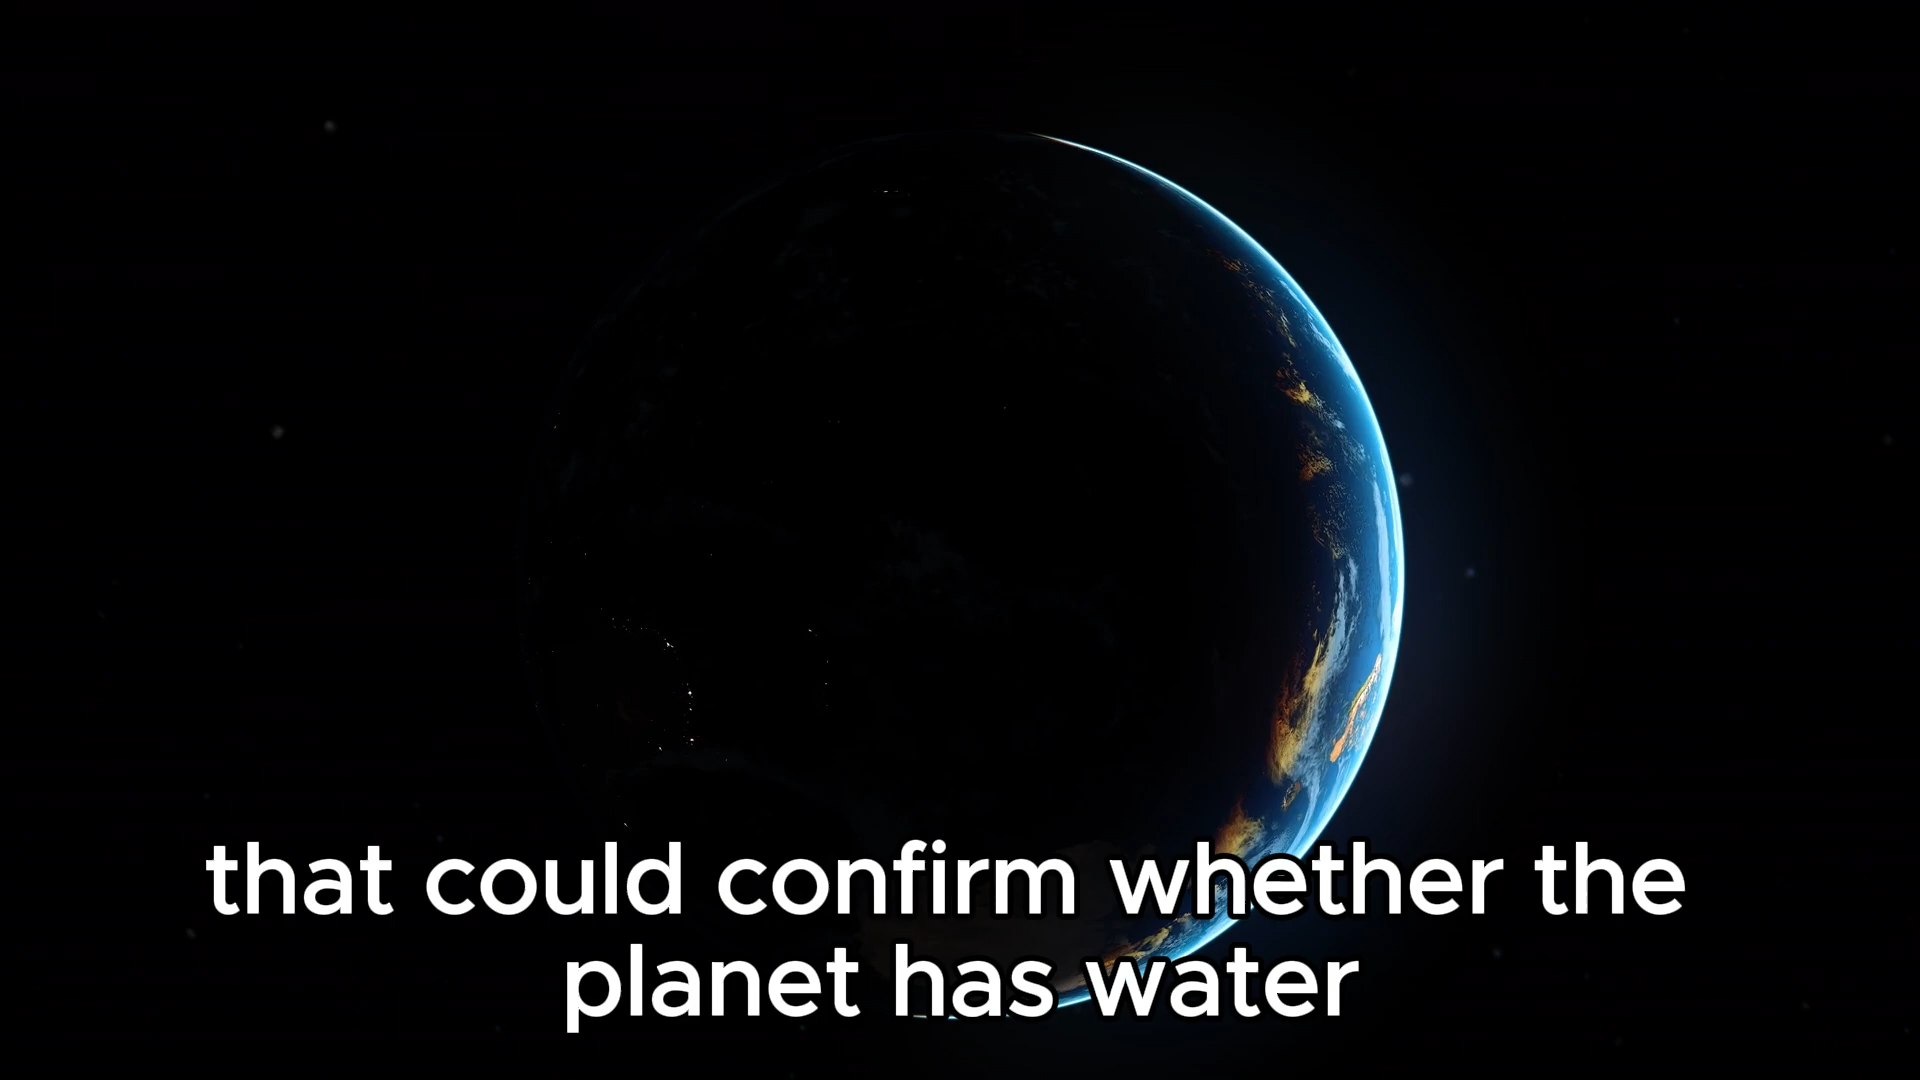 that could confirm whether the
planet has water